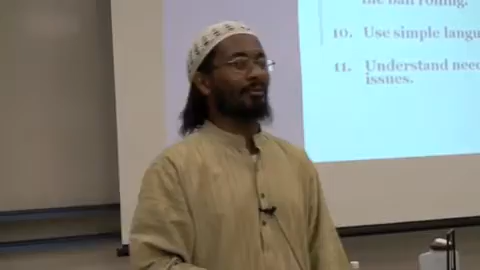 the ball rolling.
10. Use simple langu
11. Understand need
issues.